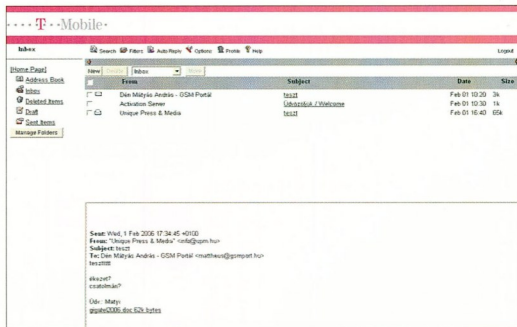 T · · Mobile ·
Inbox
Search Filters Auto-Reply Options Profile Help
Logout
[Home Page]
Address Book
Inbox
Deleted Items
Draft
Sent Items
Manage Folders
New Inbox
From Subject Date Size
Dén Mátyás András - GSM Portál teszt Feb 01 10:20 3k
Activation Server Üdvözöljük / Welcome Feb 01 10:30 1k
Unique Press & Media teszt Feb 01 16:40 65k
Sent: Wed, 1 Feb 2006 17:34:45 +0100
From: "Unique Press & Media" <info@upm.hu>
Subject: teszt
To: Dén Mátyás András - GSM Portál <mattheus@gsmport.hu>
teszttt
ékezet?
csatolmán?
Üdv.: Matyi
gigate2006.doc 62k bytes